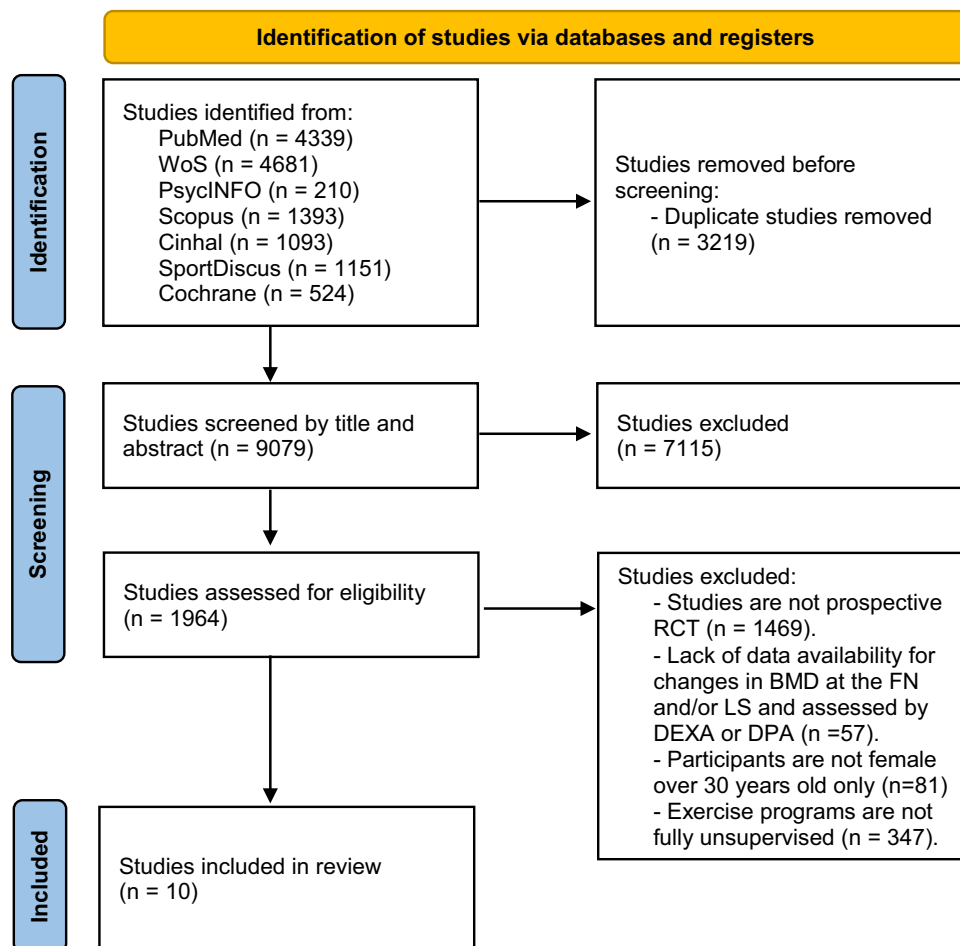 Identification of studies via databases and registers
Identification
Studies identified from:
PubMed (n = 4339)
WoS (n = 4681)
PsycINFO (n = 210)
Scopus (n = 1393)
Cinhal (n = 1093)
SportDiscus (n = 1151)
Cochrane (n = 524)
Studies removed before
screening:
- Duplicate studies removed
(n = 3219)
Screening
Studies screened by title and
abstract (n = 9079)
Studies excluded
(n = 7115)
Studies assessed for eligibility
(n = 1964)
Studies excluded:
- Studies are not prospective
RCT (n = 1469).
- Lack of data availability for
changes in BMD at the FN
and/or LS and assessed by
DEXA or DPA (n =57).
- Participants are not female
over 30 years old only (n=81)
- Exercise programs are not
fully unsupervised (n = 347).
Included
Studies included in review
(n = 10)